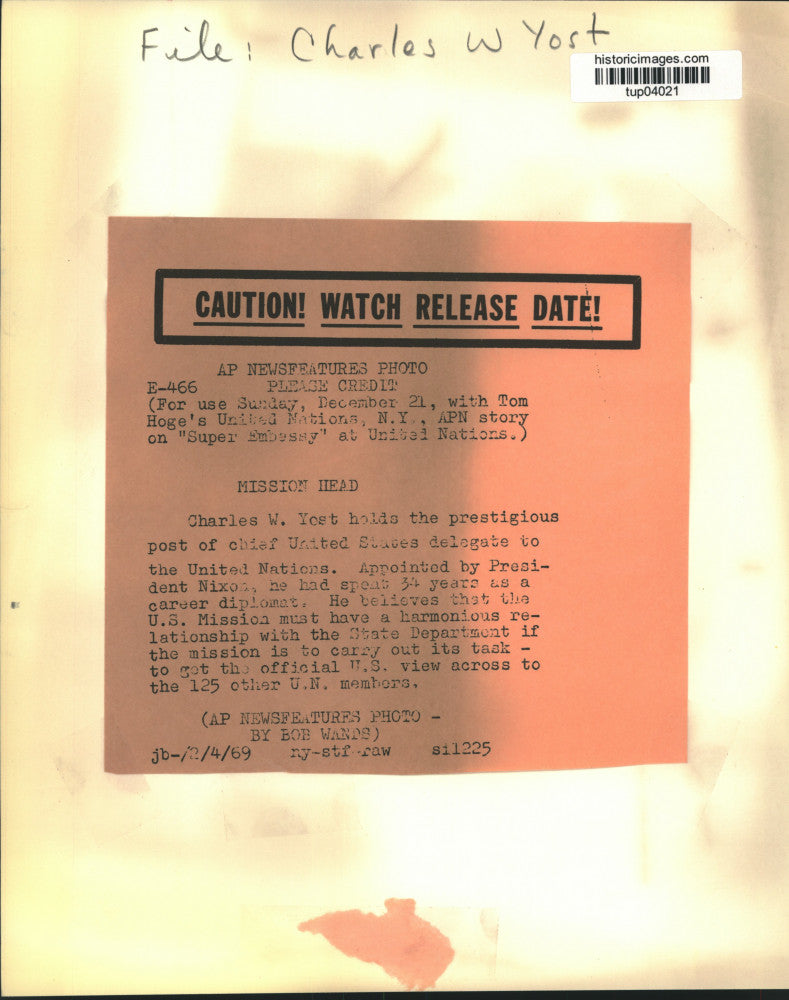 File: Charles W Yost
historicimages.com
tup04021
CAUTION! WATCH RELEASE DATE!
AP NEWSFEATURES PHOTO
E-466 PLEASE CREDIT
(For use Sunday, December 21, with Tom
Hoge's United Nations, N.Y., APN story
on "Super Embassy" at United Nations.)
MISSION HEAD
Charles W. Yost holds the prestigious
post of chief United States delegate to
the United Nations. Appointed by Presi-
dent Nixon, he had spent 34 years as a
career diplomat. He believes that the
U.S. Mission must have a harmonious re-
lationship with the State Department if
the mission is to carry out its task -
to get the official U.S. view across to
the 125 other U.N. members.
(AP NEWSFEATURES PHOTO -
BY BOB WANDS)
jb-/2/4/69 ny-stf-raw si1225